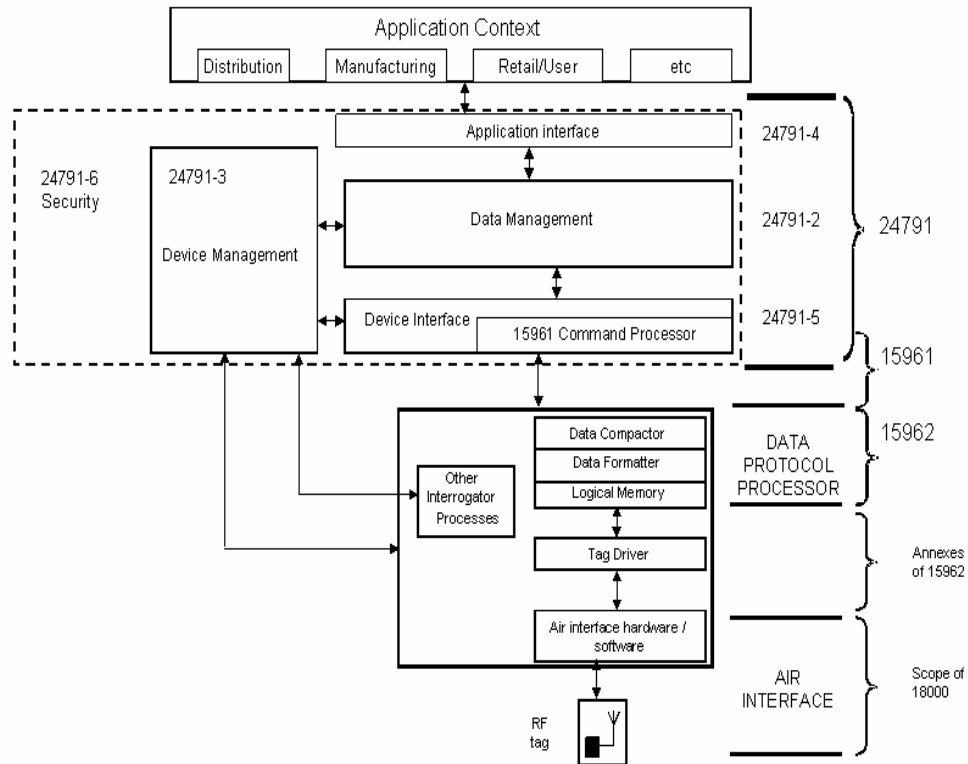 Application Context
Distribution
Manufacturing
Retail/User
etc
Application interface
24791-4
24791-6
Security
24791-3
Device Management
Data Management
24791-2
24791
Device Interface
15961 Command Processor
24791-5
15961
15962
Data Compactor
Data Formatter
Logical Memory
DATA
PROTOCOL
PROCESSOR
Other
Interrogator
Processes
Tag Driver
Annexes
of 15962
Air interface hardware /
software
AIR
INTERFACE
Scope of
18000
RF
tag